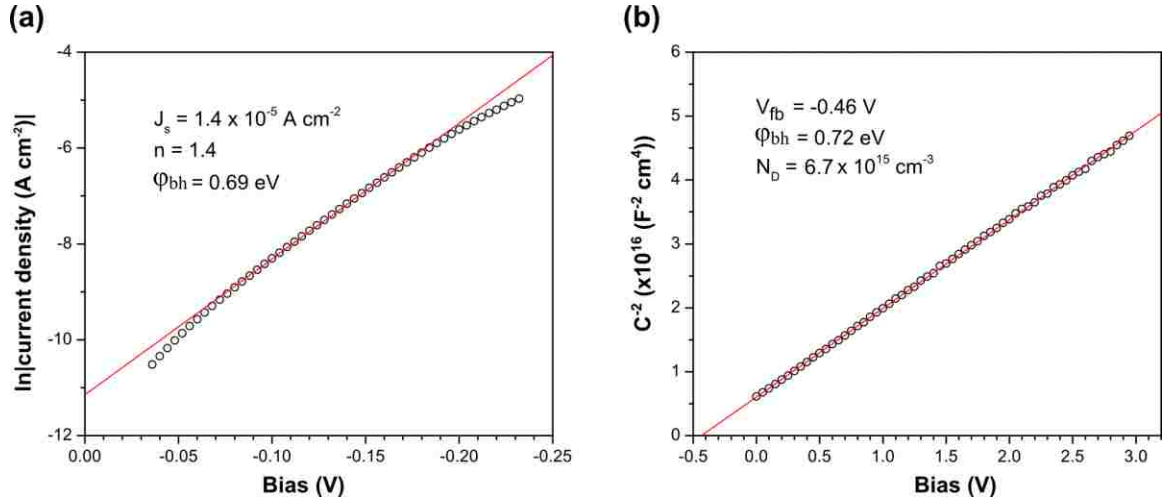 (a)
-4
-6
-8
-10
-12
ln|current density (A cm⁻²)|
J_s = 1.4 x 10⁻⁵ A cm⁻²
n = 1.4
φ_bh = 0.69 eV
0.00 -0.05 -0.10 -0.15 -0.20 -0.25
Bias (V)
(b)
6
5
4
3
2
1
0
C⁻² (x10¹⁶ (F⁻² cm⁴))
V_fb = -0.46 V
φ_bh = 0.72 eV
N_D = 6.7 x 10¹⁵ cm⁻³
-0.5 0.0 0.5 1.0 1.5 2.0 2.5 3.0
Bias (V)